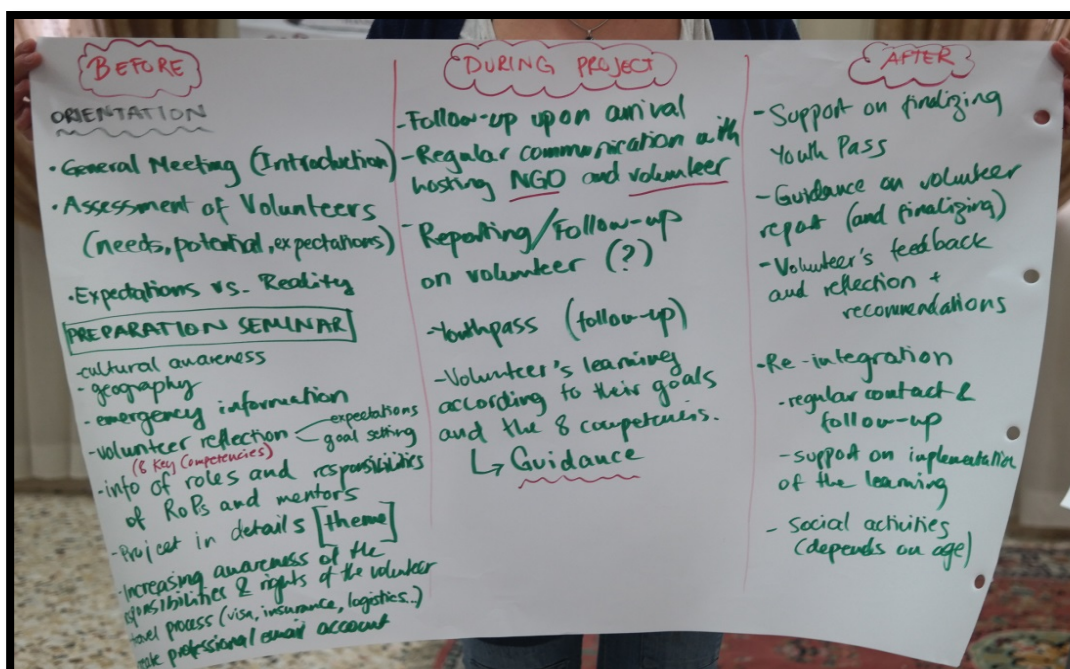 BEFORE
ORIENTATION
• General Meeting (Introduction)
• Assessment of Volunteers
(needs, potential, expectations)
• Expectations vs. Reality
PREPARATION SEMINAR
- cultural awareness
- geography
- emergency information
- volunteer reflection < expectations
goal setting
(8 Key Competencies)
- info of roles and responsibilities
of RoPs and mentors
- Project in details [theme]
- Increasing awareness of the
responsibilities & rights of the volunteer
travel process (visa, insurance, logistics..)
professional email account
DURING PROJECT
- Follow-up upon arrival
- Regular communication with
hosting NGO and volunteer
- Reporting/Follow-up
on volunteer (?)
- Youthpass (follow-up)
- Volunteer's learning
according to their goals
and the 8 competencies.
↳ Guidance
AFTER
- Support on finalizing
Youth Pass
- Guidance on volunteer
report (and finalizing)
- Volunteer's feedback
and reflection +
recommendations
- Re-integration
- regular contact &
follow-up
- support on implementation
of the learning
- Social activities
(depends on age)